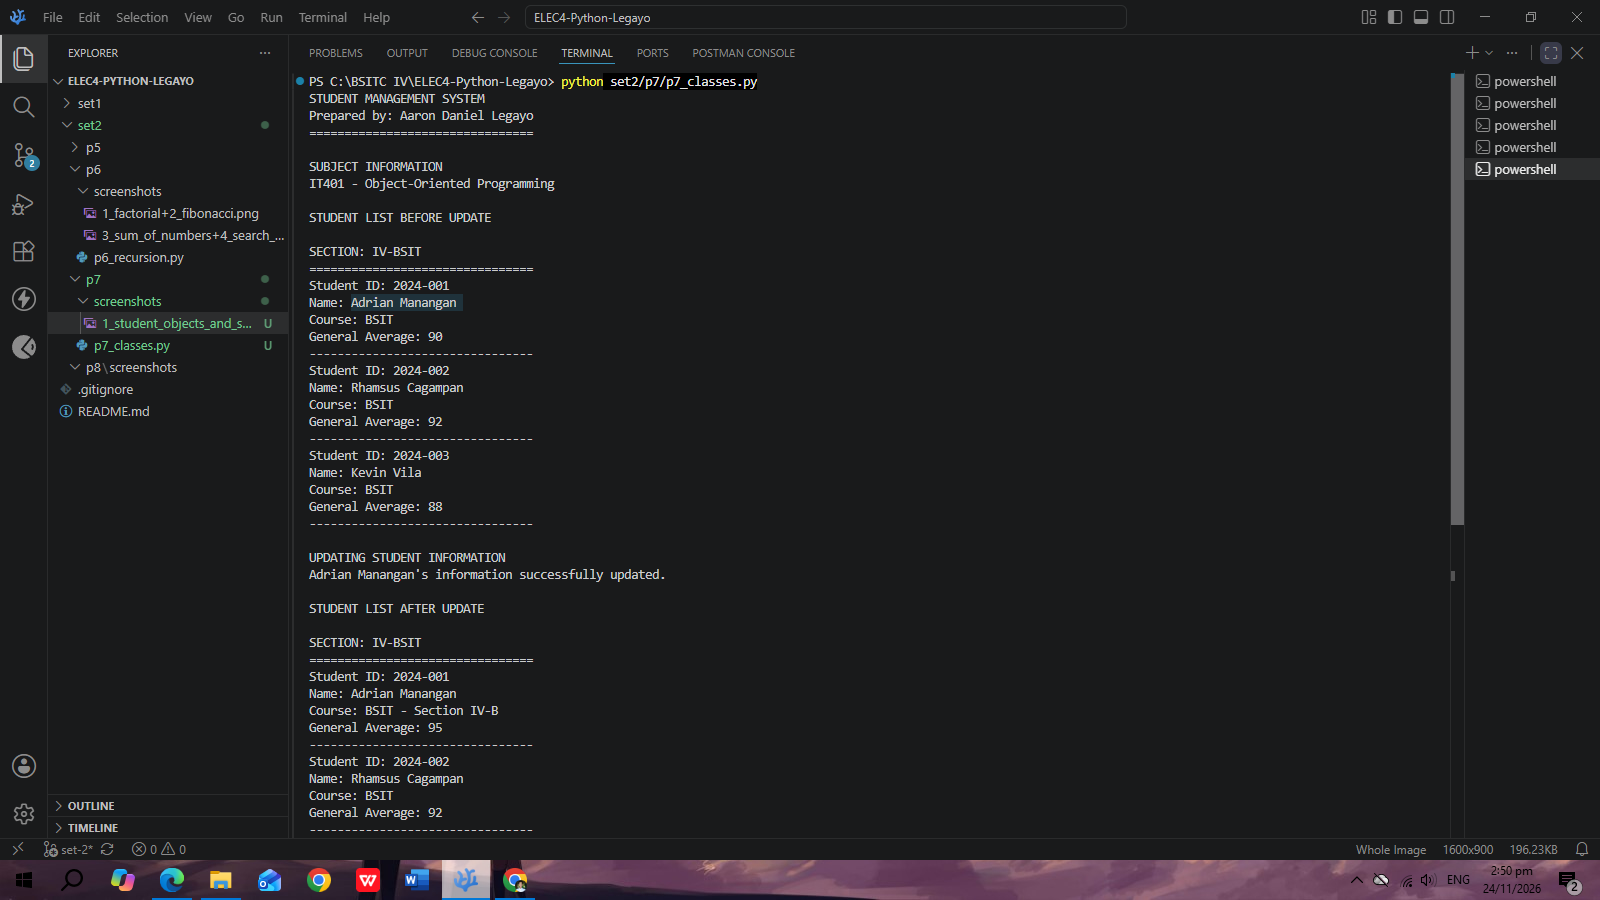 File Edit Selection View Go Run Terminal Help
ELEC4-Python-Legayo
EXPLORER
ELEC4-PYTHON-LEGAYO
set1
set2
p5
p6
screenshots
1_factorial+2_fibonacci.png
3_sum_of_numbers+4_search_...
p6_recursion.py
p7
screenshots
1_student_objects_and_s... U
p7_classes.py U
p8\screenshots
.gitignore
README.md
OUTLINE
TIMELINE
2
PROBLEMS OUTPUT DEBUG CONSOLE TERMINAL PORTS POSTMAN CONSOLE
PS C:\BSITC IV\ELEC4-Python-Legayo> python set2/p7/p7_classes.py
STUDENT MANAGEMENT SYSTEM
Prepared by: Aaron Daniel Legayo
================================
SUBJECT INFORMATION
IT401 - Object-Oriented Programming
STUDENT LIST BEFORE UPDATE
SECTION: IV-BSIT
================================
Student ID: 2024-001
Name: Adrian Manangan
Course: BSIT
General Average: 90
--------------------------------
Student ID: 2024-002
Name: Rhamsus Cagampan
Course: BSIT
General Average: 92
--------------------------------
Student ID: 2024-003
Name: Kevin Vila
Course: BSIT
General Average: 88
--------------------------------
UPDATING STUDENT INFORMATION
Adrian Manangan's information successfully updated.
STUDENT LIST AFTER UPDATE
SECTION: IV-BSIT
================================
Student ID: 2024-001
Name: Adrian Manangan
Course: BSIT - Section IV-B
General Average: 95
--------------------------------
Student ID: 2024-002
Name: Rhamsus Cagampan
Course: BSIT
General Average: 92
--------------------------------
powershell
powershell
powershell
powershell
powershell
set-2* 0 0
Whole Image 1600x900 196.23KB
W
W
ENG
2:50 pm
24/11/2026
2